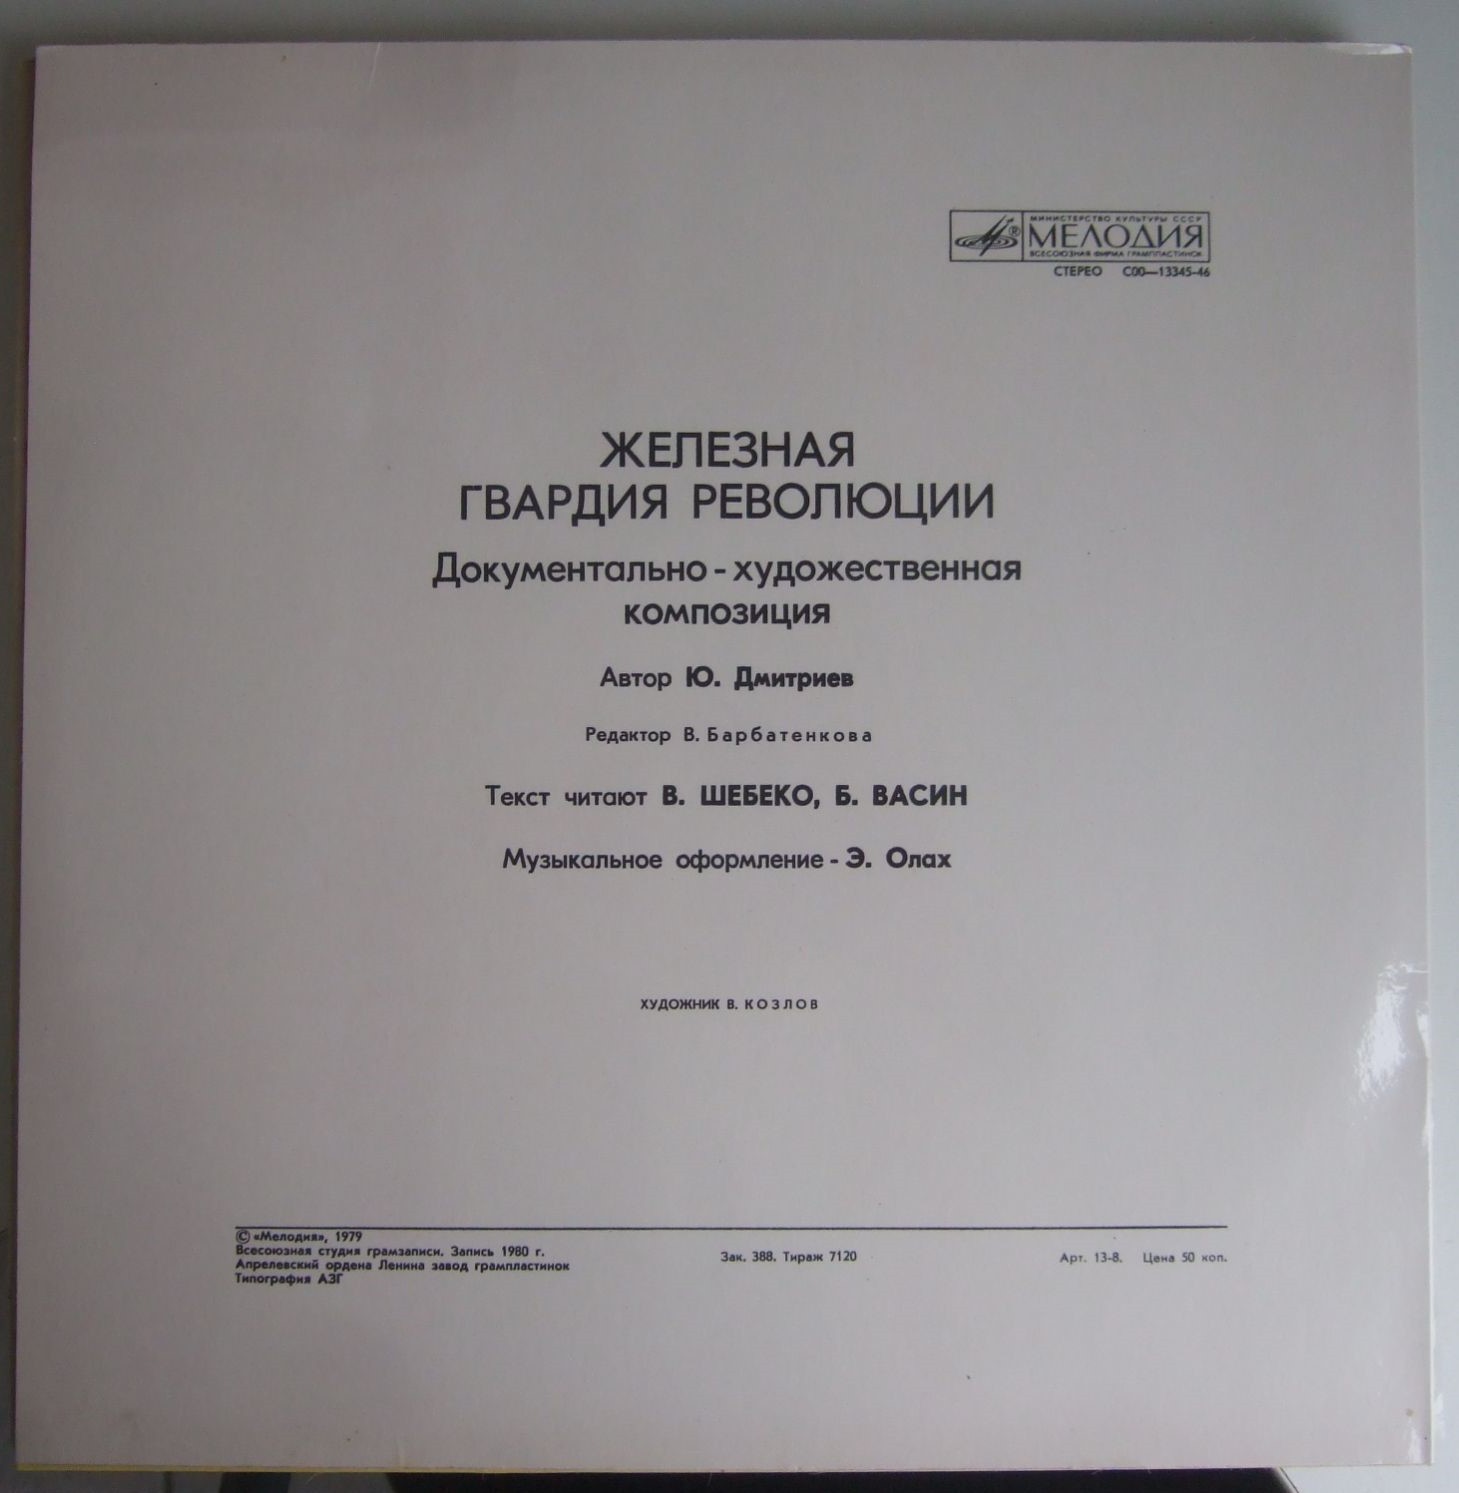 МИНИСТЕРСТВО КУЛЬТУРЫ СССР
МЕЛОДИЯ
®
ВСЕСОЮЗНАЯ ФИРМА ГРАМПЛАСТИНОК
СТЕРЕО С00—13345-46
ЖЕЛЕЗНАЯ
ГВАРДИЯ РЕВОЛЮЦИИ
Документально - художественная
композиция
Автор Ю. Дмитриев
Редактор В. Барбатенкова
Текст читают В. ШЕБЕКО, Б. ВАСИН
Музыкальное оформление - Э. Олах
ХУДОЖНИК В. КОЗЛОВ
© «Мелодия», 1979
Всесоюзная студия грамзаписи. Запись 1980 г.
Апрелевский ордена Ленина завод грампластинок
Типография АЗГ
Зак. 388. Тираж 7120
Арт. 13-8. Цена 50 коп.